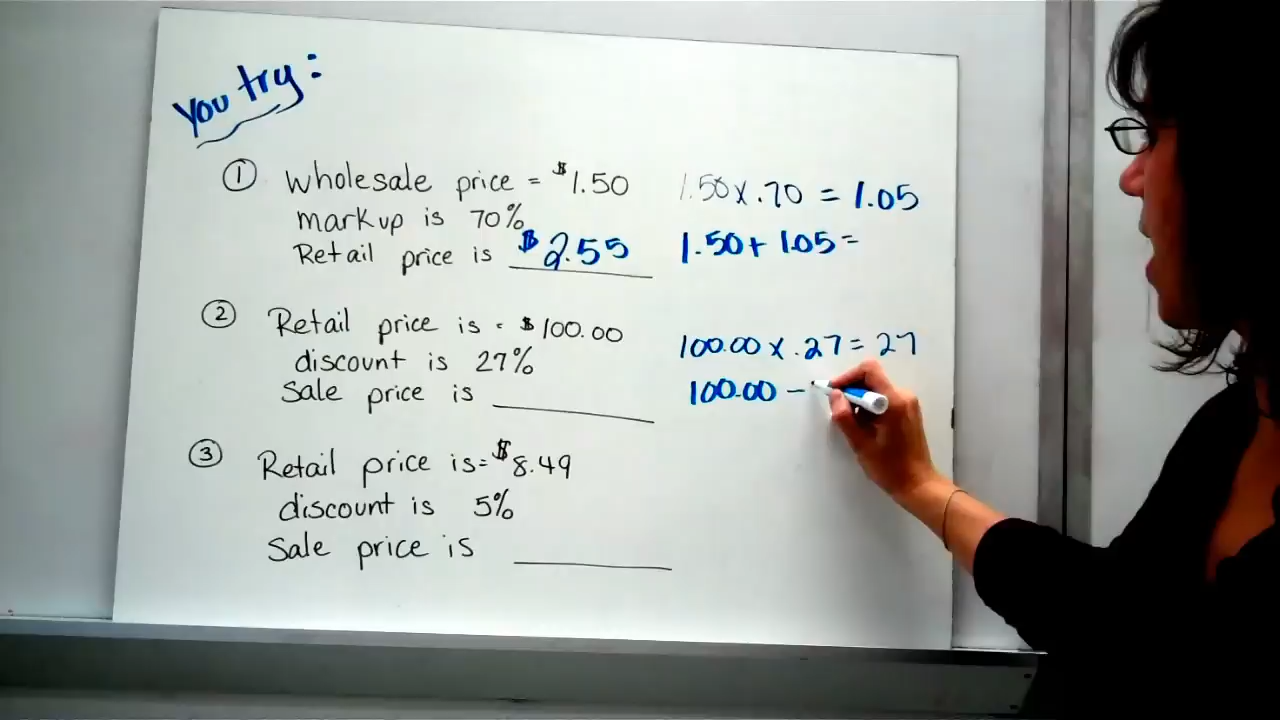 You try:
① Wholesale price = $1.50
markup is 70%
Retail price is $2.55
1.50 x .70 = 1.05
1.50 + 1.05 =
② Retail price is = $100.00
discount is 27%
Sale price is
100.00 x .27 = 27
100.00 -
③ Retail price is = $8.49
discount is 5%
Sale price is